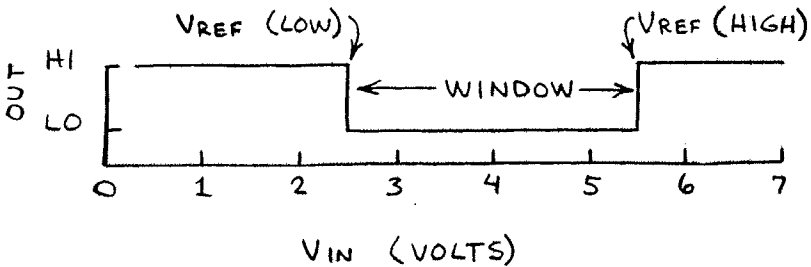 VREF (LOW) VREF (HIGH)
OUT
HI
WINDOW
LO
0 1 2 3 4 5 6 7
VIN (VOLTS)